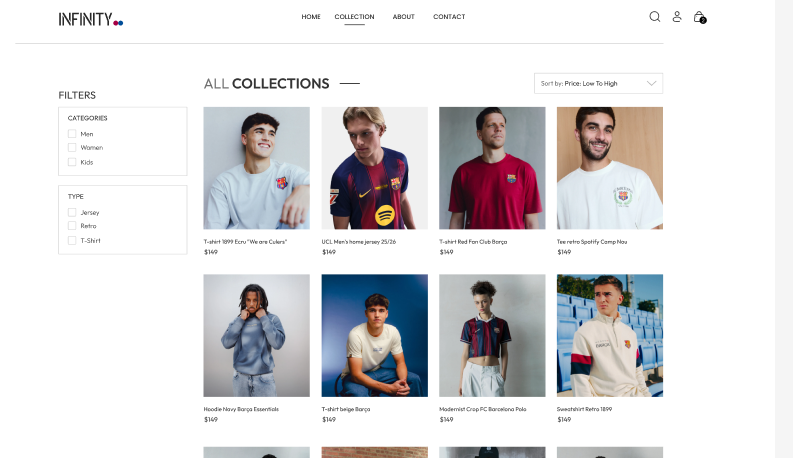 INFINITY
HOME COLLECTION ABOUT CONTACT
ALL COLLECTIONS
Sort by: Price: Low To High
FILTERS
CATEGORIES
Men
Women
Kids
TYPE
Jersey
Retro
T-Shirt
T-shirt 1899 Ecru "We are Culers"
$149
UCL Men's home jersey 25/26
$149
T-shirt Red Fan Club Barça
$149
Tee retro Spotify Camp Nou
$149
Hoodie Navy Barça Essentials
$149
T-shirt beige Barça
$149
Modernist Crop FC Barcelona Polo
$149
Sweatshirt Retro 1899
$149